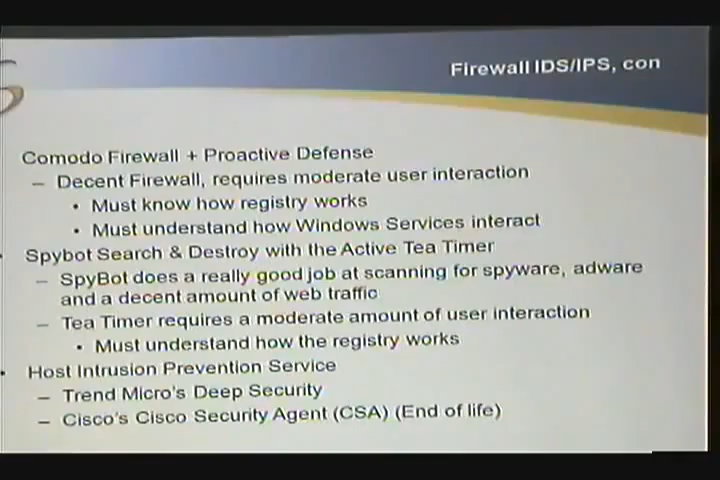 Firewall IDS/IPS, con
Comodo Firewall + Proactive Defense
– Decent Firewall, requires moderate user interaction
• Must know how registry works
• Must understand how Windows Services interact
• Spybot Search & Destroy with the Active Tea Timer
– SpyBot does a really good job at scanning for spyware, adware
and a decent amount of web traffic
– Tea Timer requires a moderate amount of user interaction
• Must understand how the registry works
• Host Intrusion Prevention Service
– Trend Micro's Deep Security
– Cisco's Cisco Security Agent (CSA) (End of life)